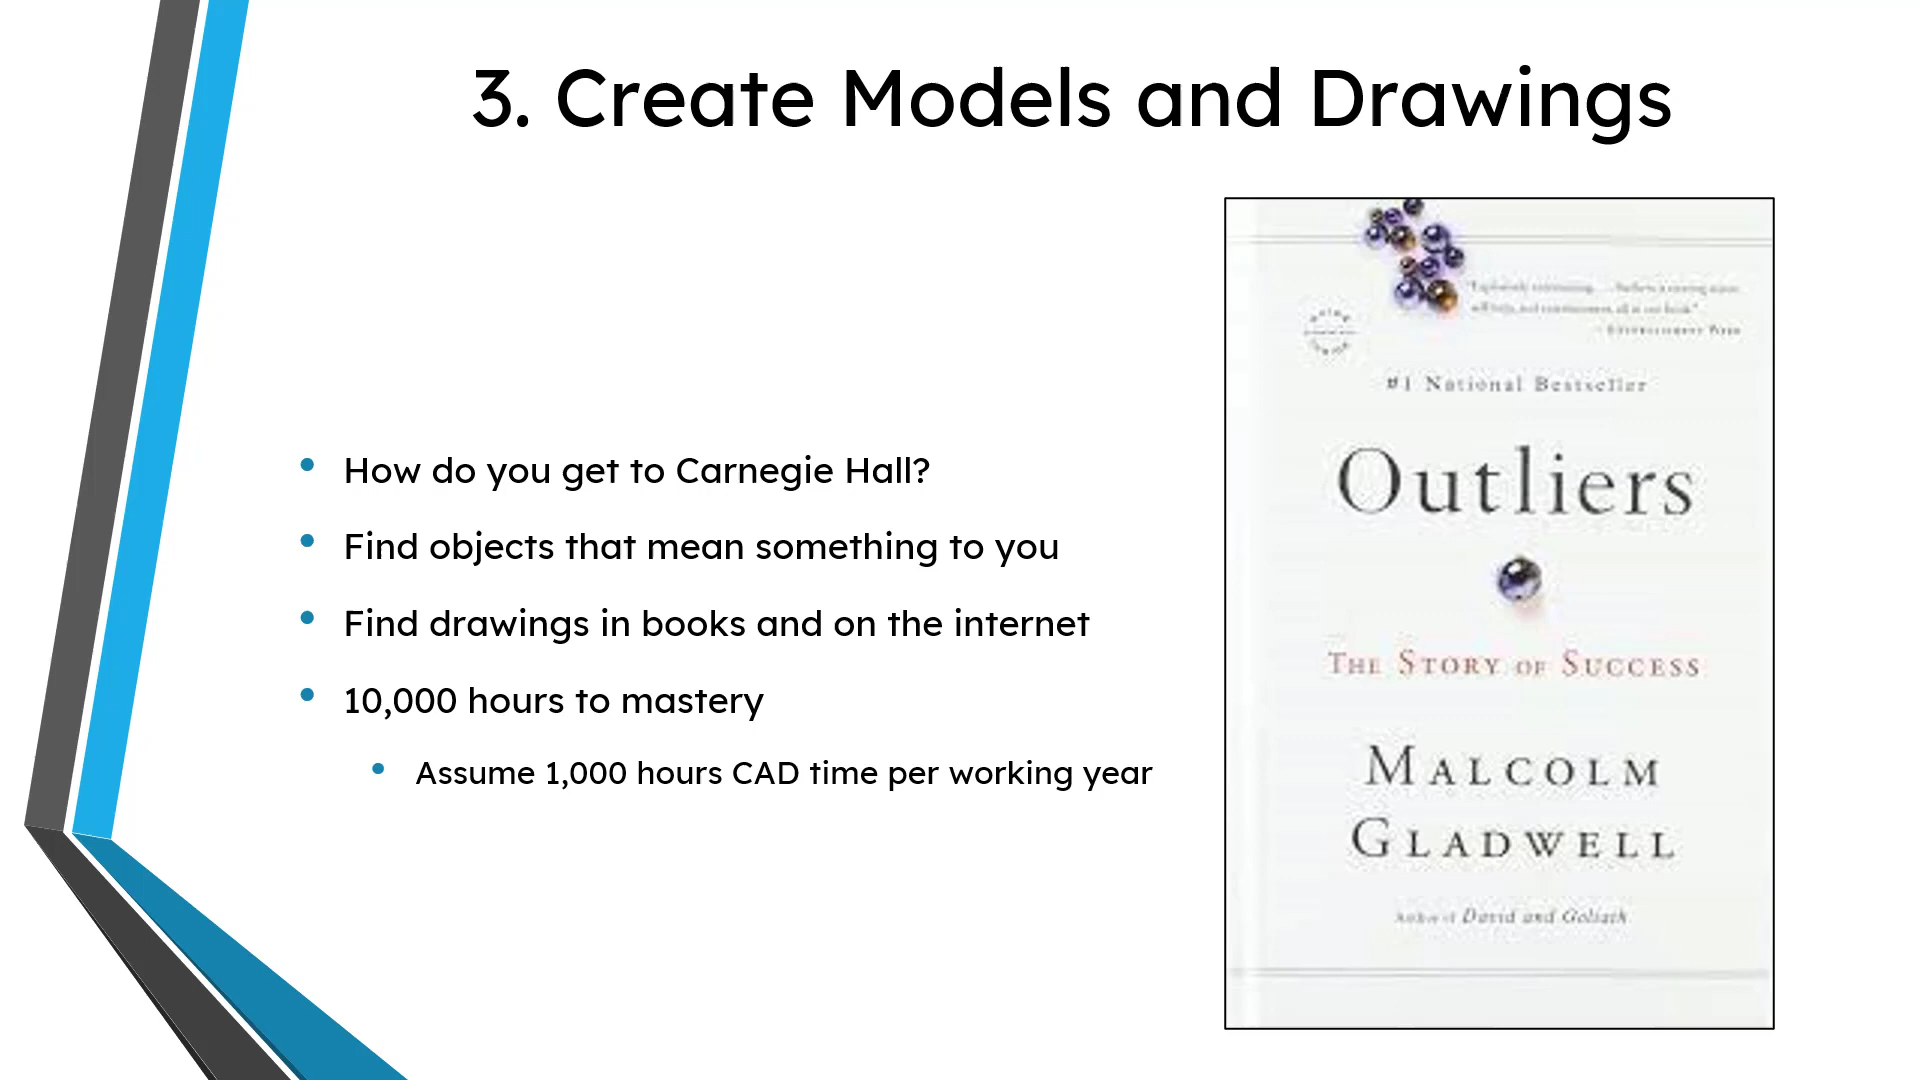 3. Create Models and Drawings
How do you get to Carnegie Hall?
Find objects that mean something to you
Find drawings in books and on the internet
10,000 hours to mastery
Assume 1,000 hours CAD time per working year
#1 National Bestseller
Outliers
The Story of Success
Malcolm
Gladwell
Author of David and Goliath